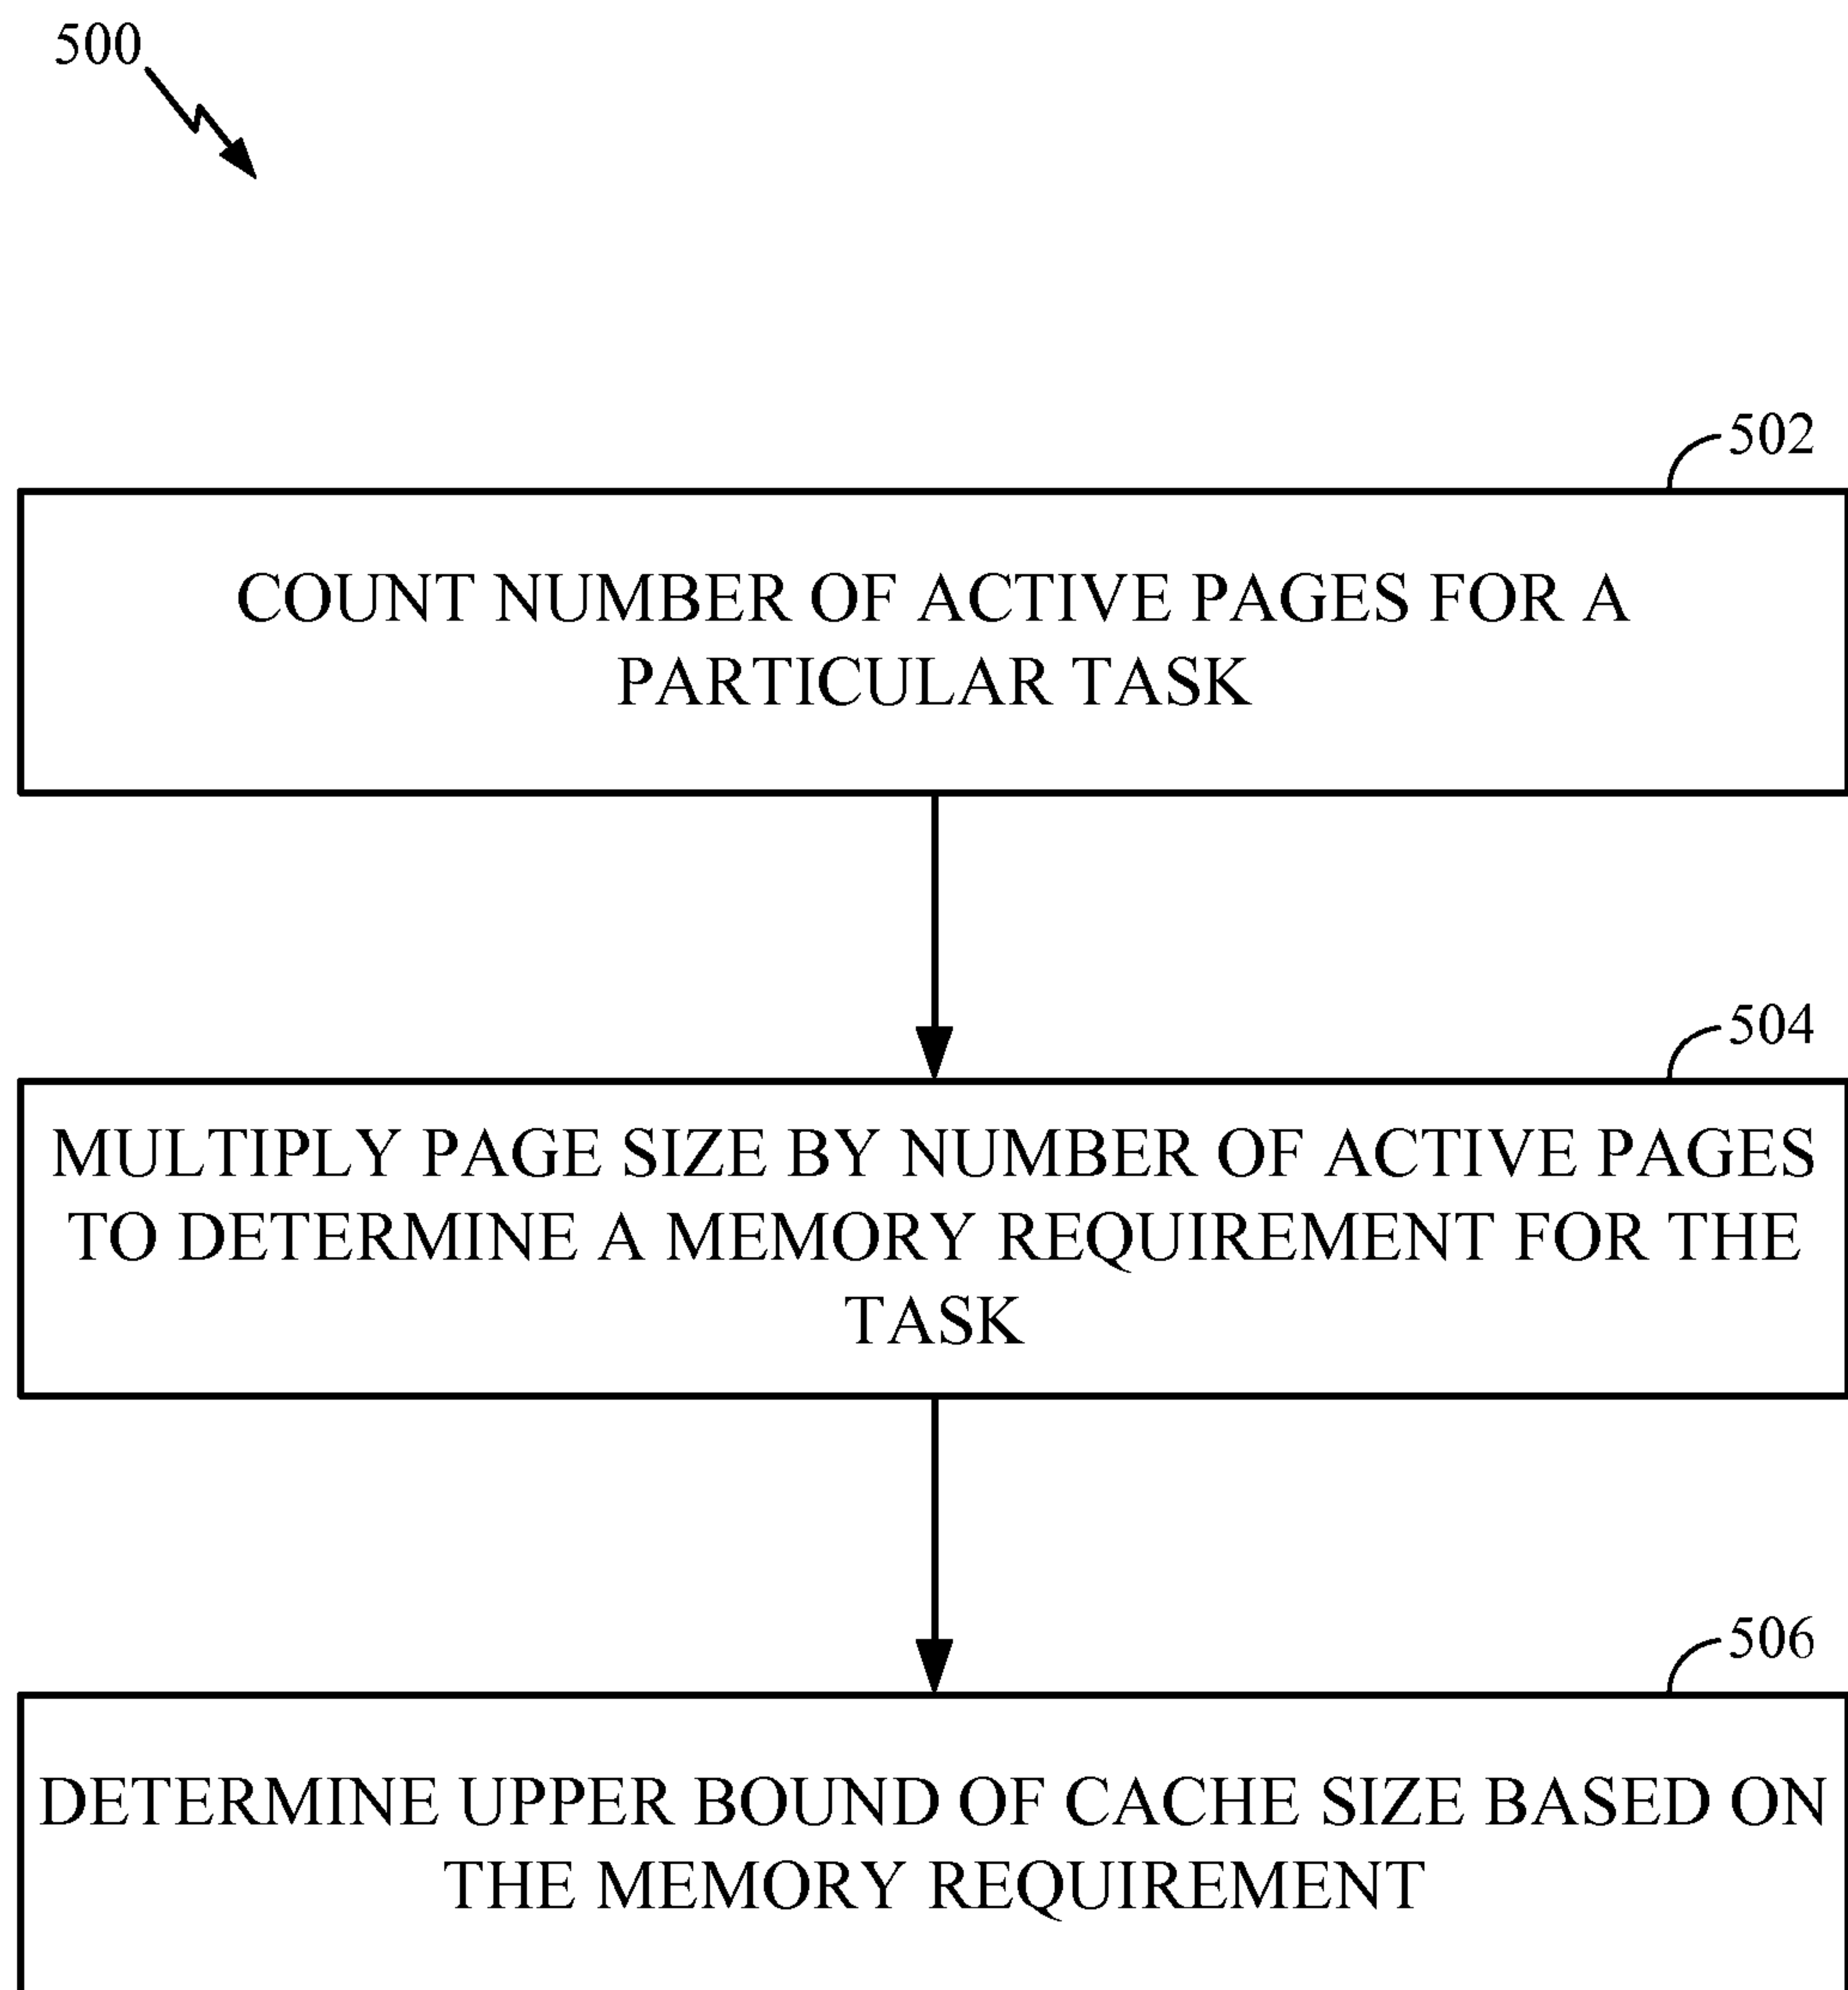 500
502
COUNT NUMBER OF ACTIVE PAGES FOR A
PARTICULAR TASK
504
MULTIPLY PAGE SIZE BY NUMBER OF ACTIVE PAGES
TO DETERMINE A MEMORY REQUIREMENT FOR THE
TASK
506
DETERMINE UPPER BOUND OF CACHE SIZE BASED ON
THE MEMORY REQUIREMENT